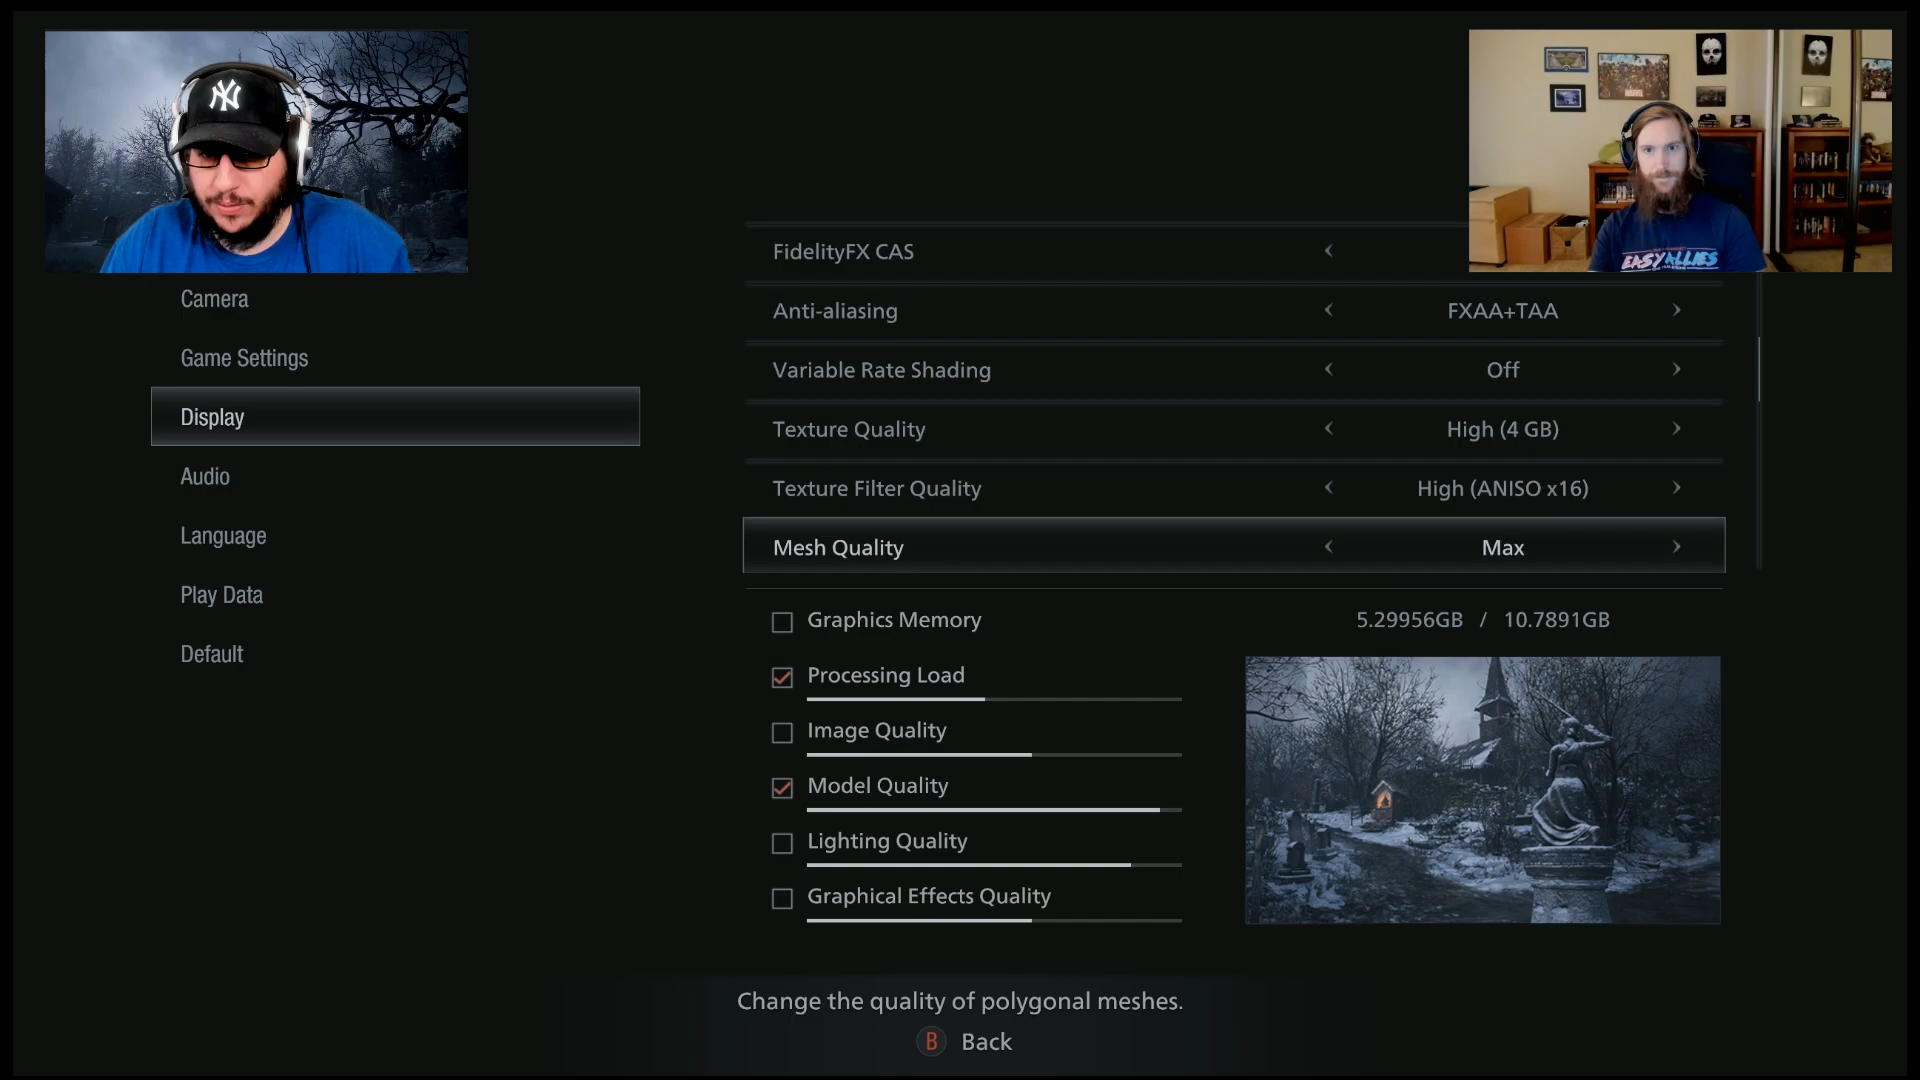 NY
MARVEL
EASY ALLIES
FidelityFX CAS
Anti-aliasing FXAA+TAA
Variable Rate Shading Off
Texture Quality High (4 GB)
Texture Filter Quality High (ANISO x16)
Mesh Quality Max
Camera
Game Settings
Display
Audio
Language
Play Data
Default
Graphics Memory 5.29956GB / 10.7891GB
Processing Load
Image Quality
Model Quality
Lighting Quality
Graphical Effects Quality
Change the quality of polygonal meshes.
B Back